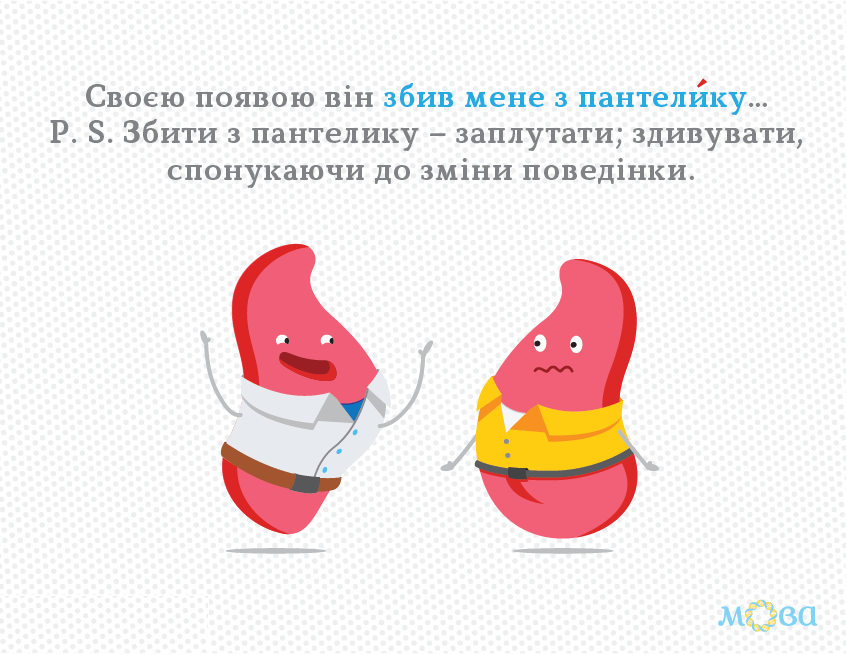 Своєю появою він збив мене з пантели́ку...
P. S. Збити з пантелику – заплутати; здивувати,
спонукаючи до зміни поведінки.
мова